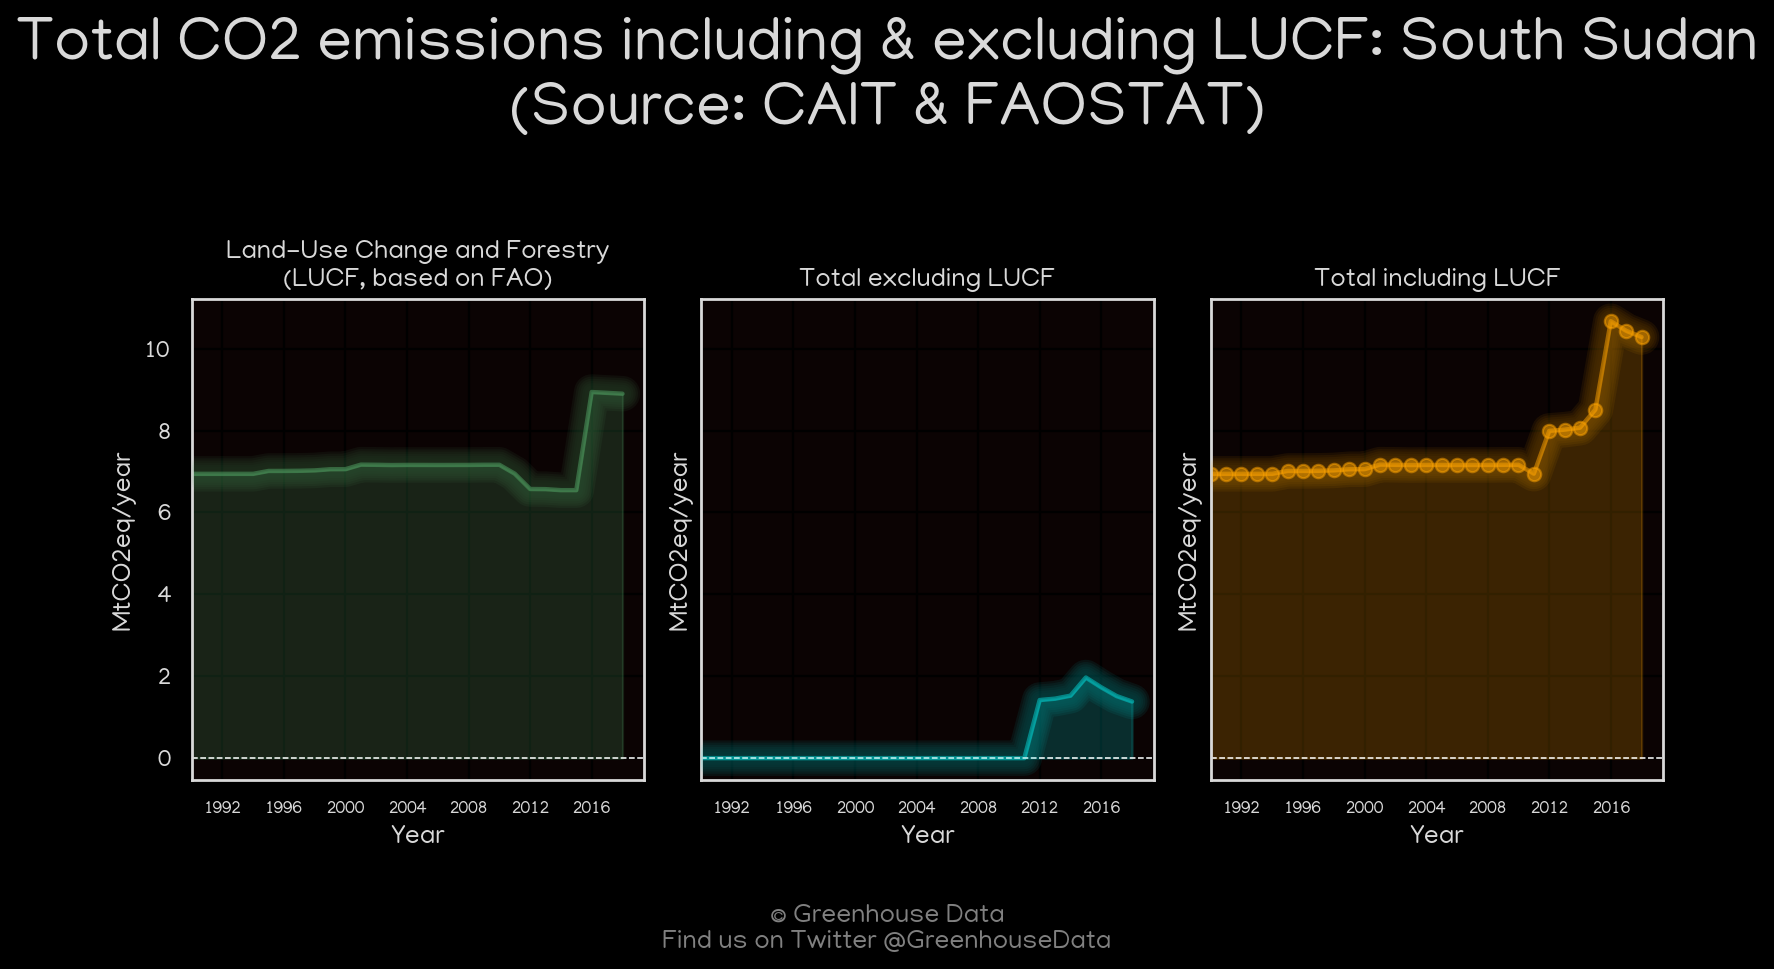 Total CO2 emissions including & excluding LUCF: South Sudan
(Source: CAIT & FAOSTAT)
Land-Use Change and Forestry
(LUCF, based on FAO)
MtCO2eq/year
10
8
6
4
2
0
1992 1996 2000 2004 2008 2012 2016
Year
Total excluding LUCF
MtCO2eq/year
1992 1996 2000 2004 2008 2012 2016
Year
Total including LUCF
MtCO2eq/year
1992 1996 2000 2004 2008 2012 2016
Year
© Greenhouse Data
Find us on Twitter @GreenhouseData